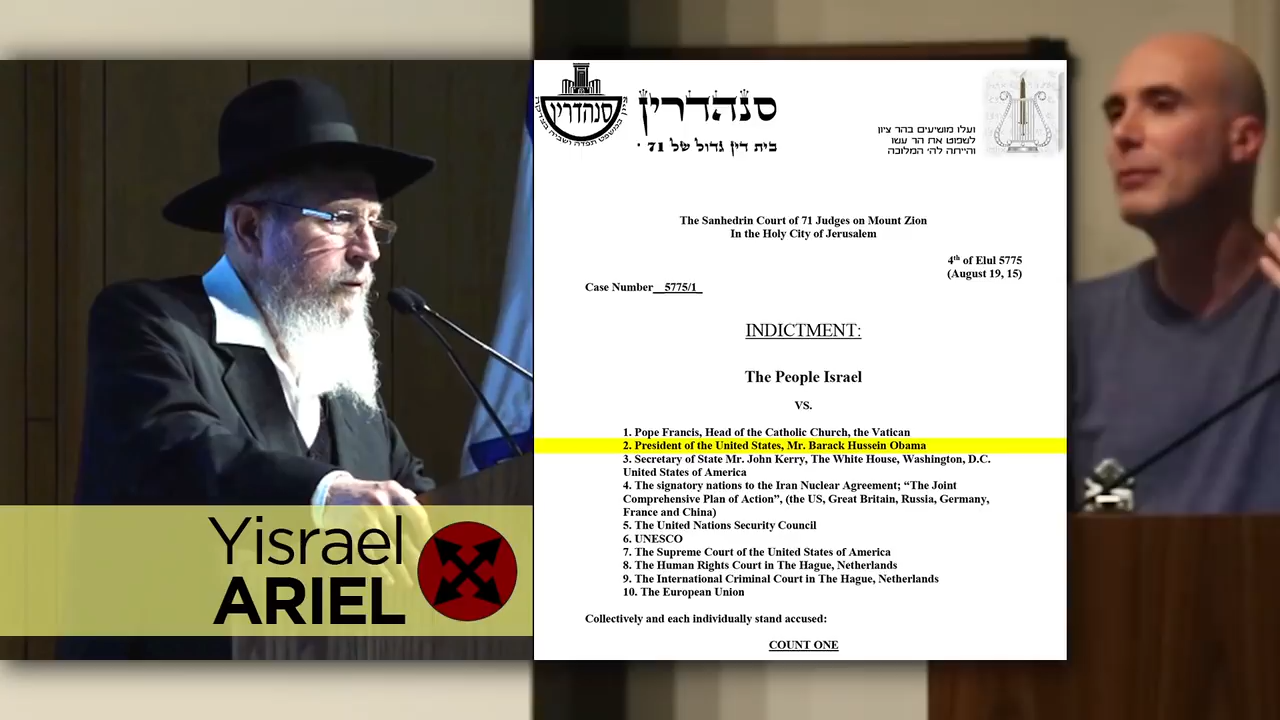 סנהדרין
סנהדרין
בית דין גדול של 71
ועלו מושיעים בהר ציון
לשפוט את הר עשו
והייתה לה' המלוכה
The Sanhedrin Court of 71 Judges on Mount Zion
In the Holy City of Jerusalem
4th of Elul 5775
(August 19, 15)
Case Number__5775/1_
INDICTMENT:
The People Israel
VS.
1. Pope Francis, Head of the Catholic Church, the Vatican
2. President of the United States, Mr. Barack Hussein Obama
3. Secretary of State Mr. John Kerry, The White House, Washington, D.C.
United States of America
4. The signatory nations to the Iran Nuclear Agreement; “The Joint
Comprehensive Plan of Action”, (the US, Great Britain, Russia, Germany,
France and China)
5. The United Nations Security Council
6. UNESCO
7. The Supreme Court of the United States of America
8. The Human Rights Court in The Hague, Netherlands
9. The International Criminal Court in The Hague, Netherlands
10. The European Union
Collectively and each individually stand accused:
COUNT ONE
Yisrael
ARIEL